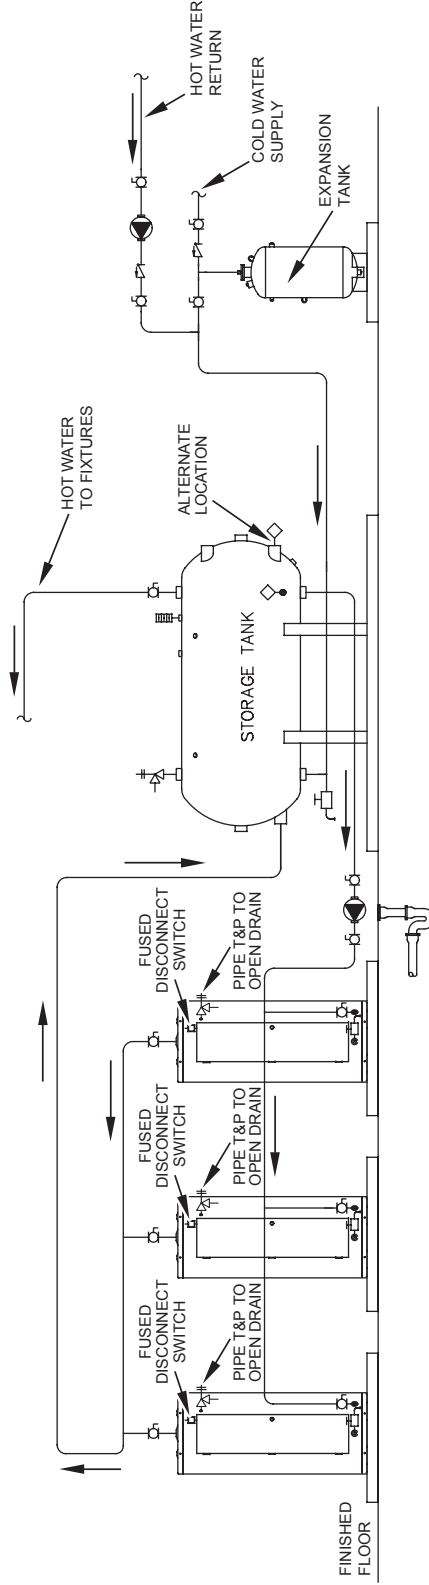 FINISHED
FLOOR
FUSED
DISCONNECT
SWITCH
PIPE T&P TO
OPEN DRAIN
FUSED
DISCONNECT
SWITCH
PIPE T&P TO
OPEN DRAIN
FUSED
DISCONNECT
SWITCH
PIPE T&P TO
OPEN DRAIN
STORAGE TANK
HOT WATER
TO FIXTURES
ALTERNATE
LOCATION
HOT WATER
RETURN
COLD WATER
SUPPLY
EXPANSION
TANK